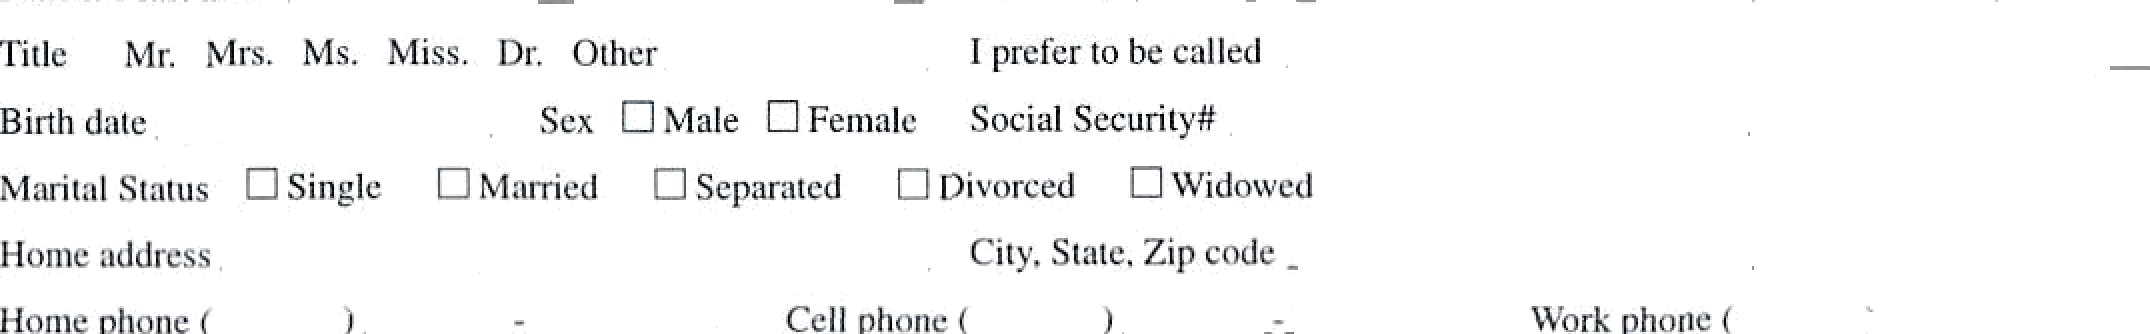 Title Mr. Mrs. Ms. Miss. Dr. Other I prefer to be called
Birth date Sex ☐ Male ☐ Female Social Security#
Marital Status ☐ Single ☐ Married ☐ Separated ☐ Divorced ☐ Widowed
Home address City, State, Zip code _
Home phone ( ) - Cell phone ( ) - Work phone (